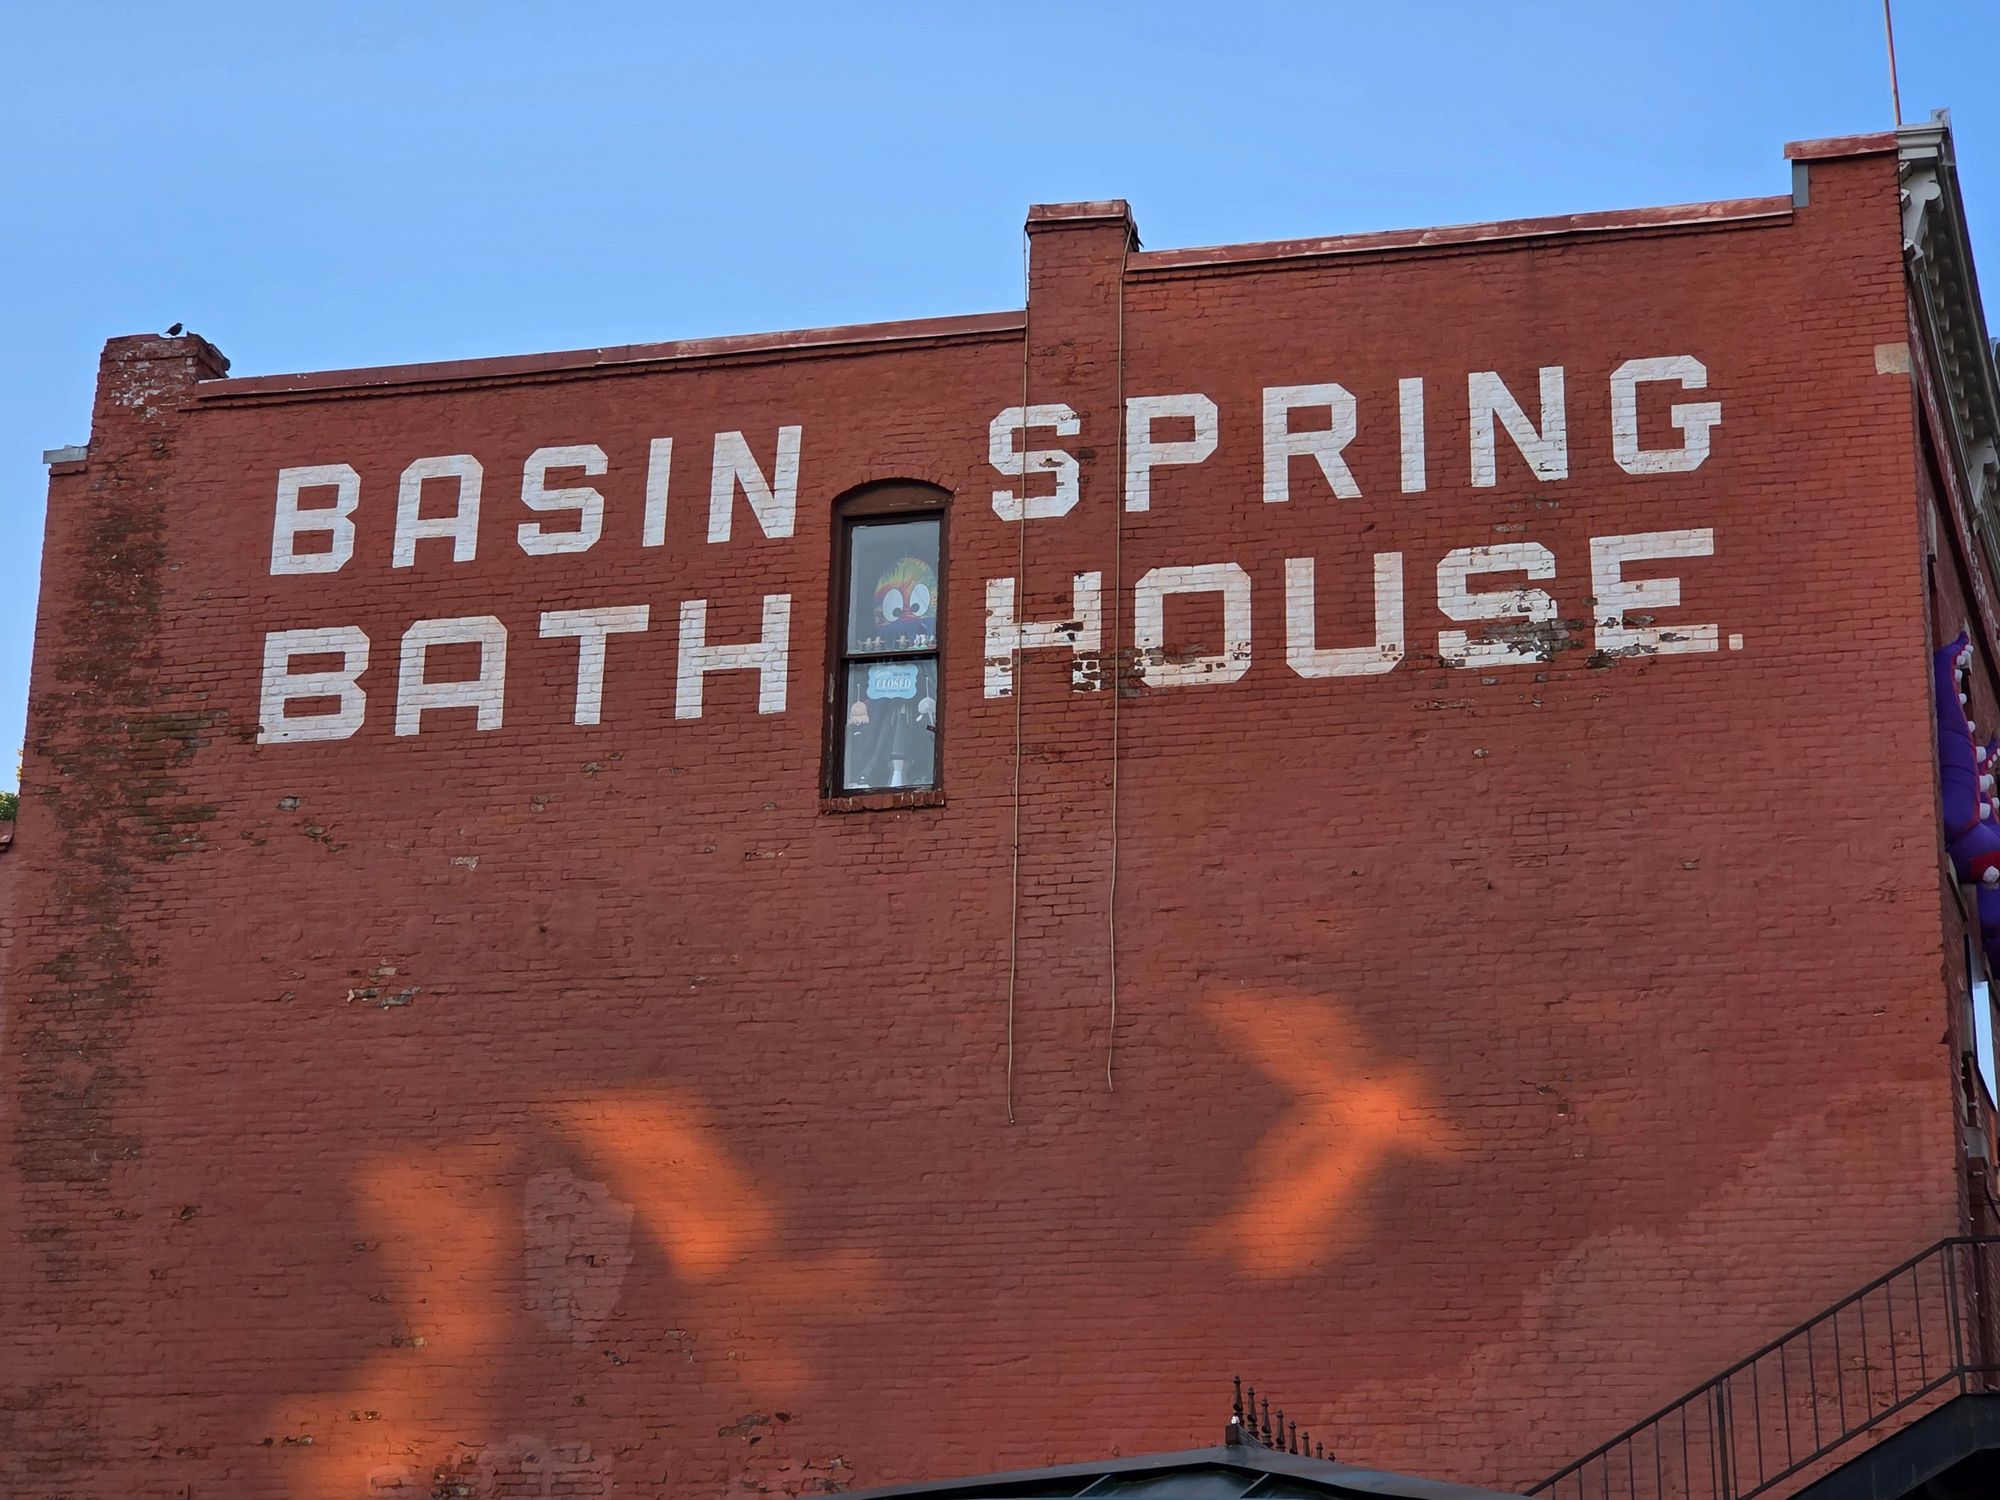 BASIN SPRING
BATH HOUSE.
CLOSED